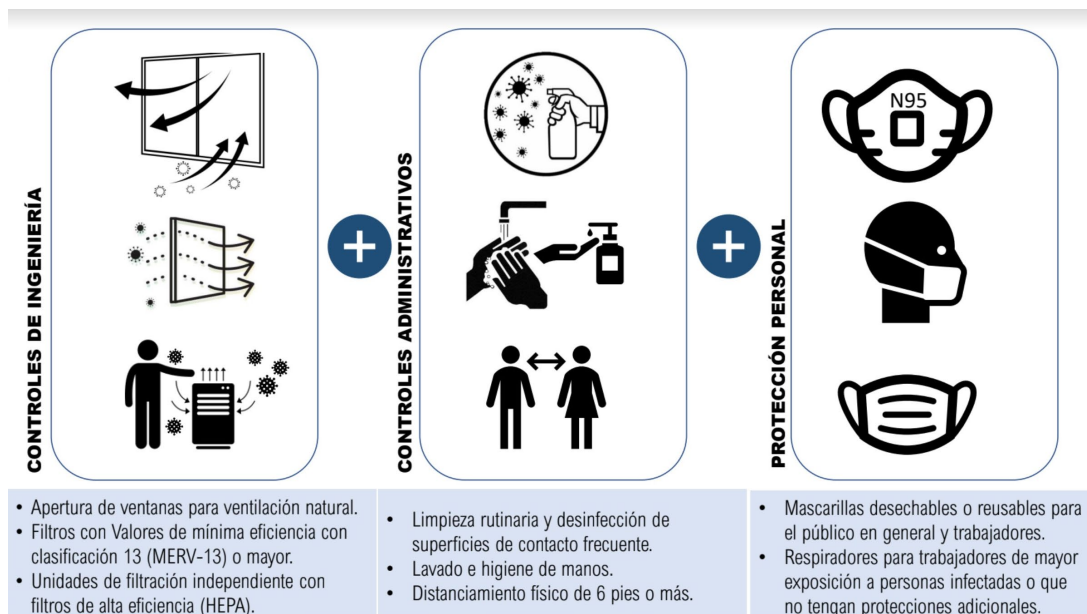 CONTROLES DE INGENIERÍA
• Apertura de ventanas para ventilación natural.
• Filtros con Valores de mínima eficiencia con
clasificación 13 (MERV-13) o mayor.
• Unidades de filtración independiente con
filtros de alta eficiencia (HEPA).
+
CONTROLES ADMINISTRATIVOS
• Limpieza rutinaria y desinfección de
superficies de contacto frecuente.
• Lavado e higiene de manos.
• Distanciamiento físico de 6 pies o más.
+
PROTECCIÓN PERSONAL
N95
• Mascarillas desechables o reusables para
el público en general y trabajadores.
• Respiradores para trabajadores de mayor
exposición a personas infectadas o que
no tengan protecciones adicionales.